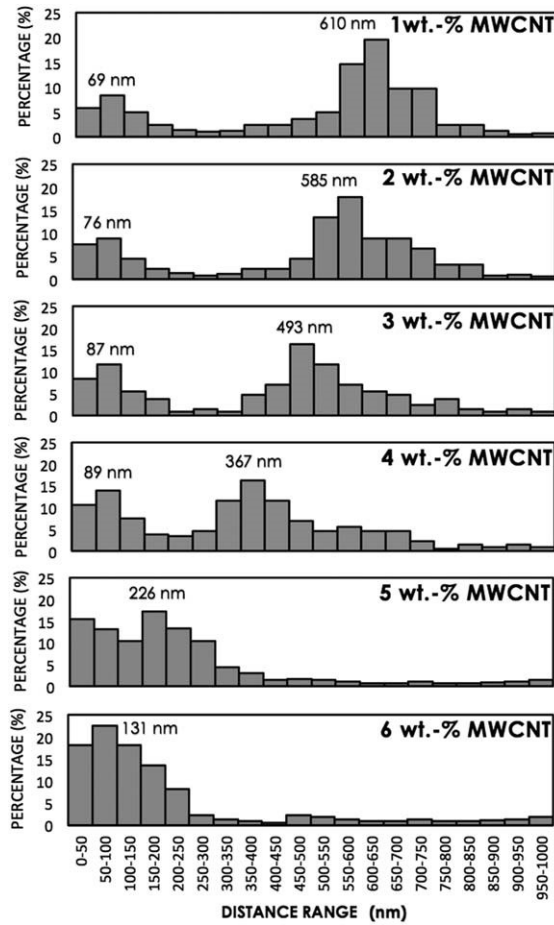 PERCENTAGE (%)
25
20
15
10
5
0
69 nm
610 nm
1wt.-% MWCNT
PERCENTAGE (%)
25
20
15
10
5
0
76 nm
585 nm
2 wt.-% MWCNT
PERCENTAGE (%)
25
20
15
10
5
0
87 nm
493 nm
3 wt.-% MWCNT
PERCENTAGE (%)
25
20
15
10
5
0
89 nm
367 nm
4 wt.-% MWCNT
PERCENTAGE (%)
25
20
15
10
5
0
226 nm
5 wt.-% MWCNT
PERCENTAGE (%)
25
20
15
10
5
0
131 nm
6 wt.-% MWCNT
0-50
50-100
100-150
150-200
200-250
250-300
300-350
350-400
400-450
450-500
500-550
550-600
600-650
650-700
700-750
750-800
800-850
850-900
900-950
950-1000
DISTANCE RANGE (nm)